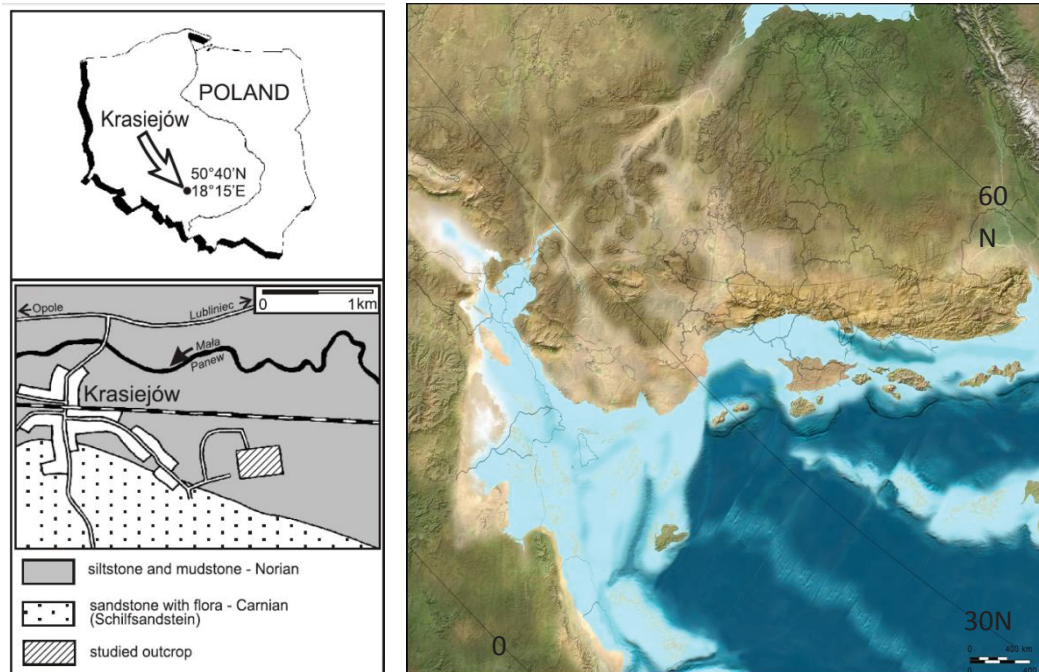 POLAND
Krasiejów
50°40'N
18°15'E
0 1km
Opole
Lubliniec
Mała
Panew
Krasiejów
siltstone and mudstone - Norian
sandstone with flora - Carnian
(Schilfsandstein)
studied outcrop
60
N
30N
0
0 400 km